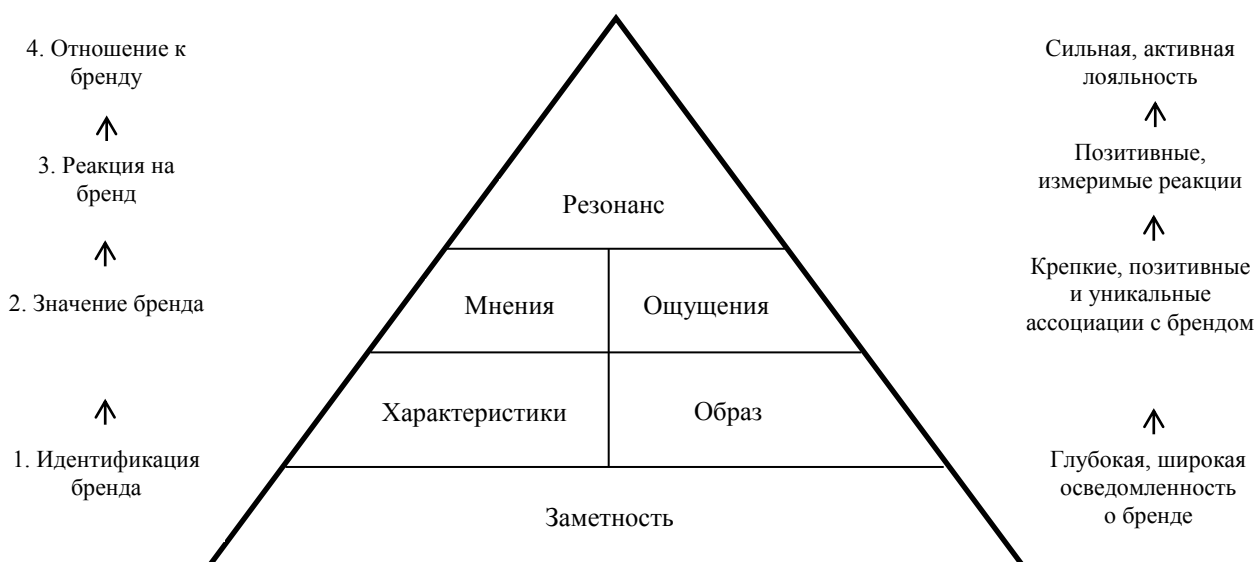 4. Отношение к
бренду
3. Реакция на
бренд
2. Значение бренда
1. Идентификация
бренда
Резонанс
Мнения
Ощущения
Характеристики
Образ
Заметность
Сильная, активная
лояльность
Позитивные,
измеримые реакции
Крепкие, позитивные
и уникальные
ассоциации с брендом
Глубокая, широкая
осведомленность
о бренде